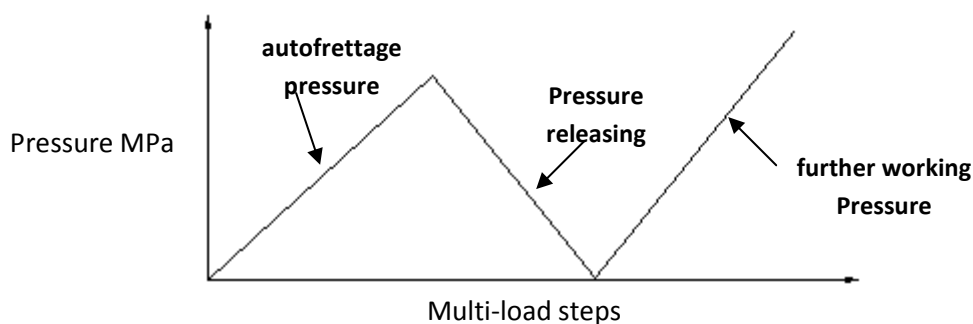 autofrettage
pressure
Pressure
releasing
Pressure MPa
further working
Pressure
Multi-load steps